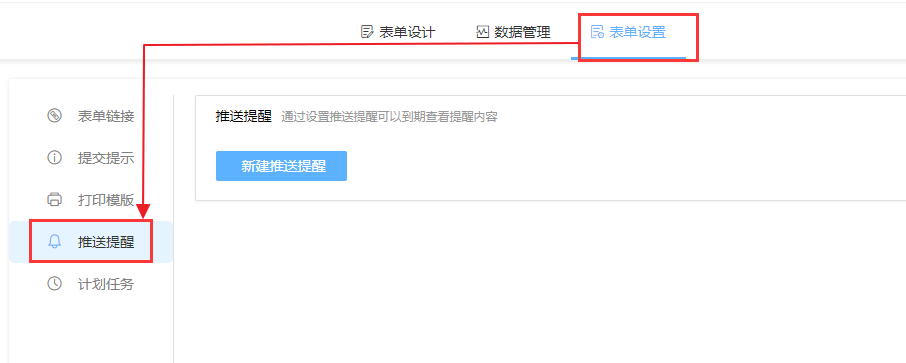 表单设计 数据管理 表单设置
表单链接
提交提示
打印模版
推送提醒
计划任务
推送提醒 通过设置推送提醒可以到期查看提醒内容
新建推送提醒